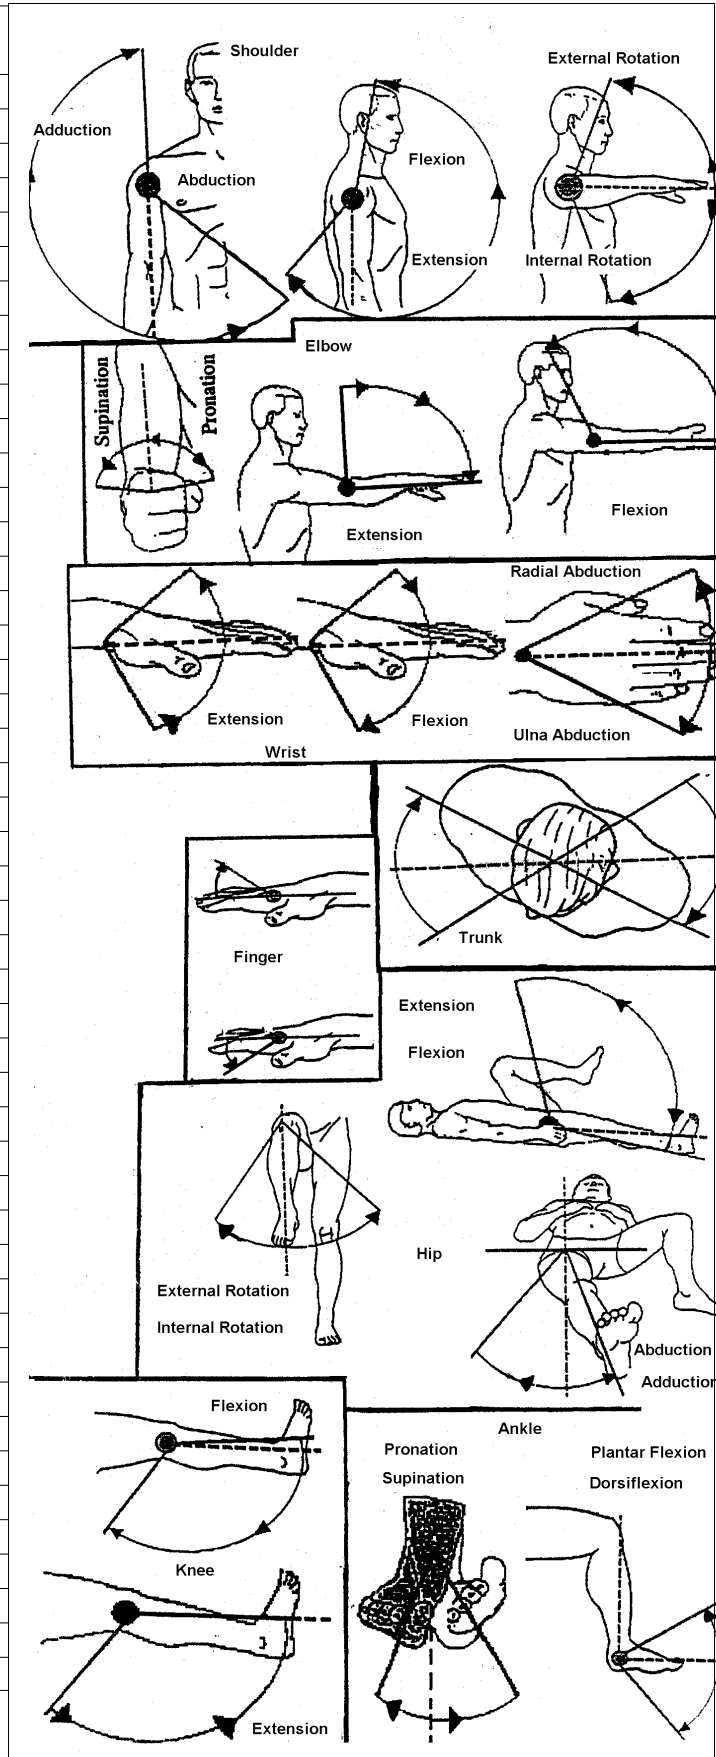 Shoulder
External Rotation
Adduction
Flexion
Abduction
Extension
Internal Rotation
Elbow
Supination
Pronation
Extension
Flexion
Radial Abduction
Extension
Flexion
Ulna Abduction
Wrist
Trunk
Finger
Extension
Flexion
Hip
External Rotation
Internal Rotation
Abduction
Adduction
Flexion
Ankle
Pronation
Plantar Flexion
Supination
Dorsiflexion
Knee
Extension